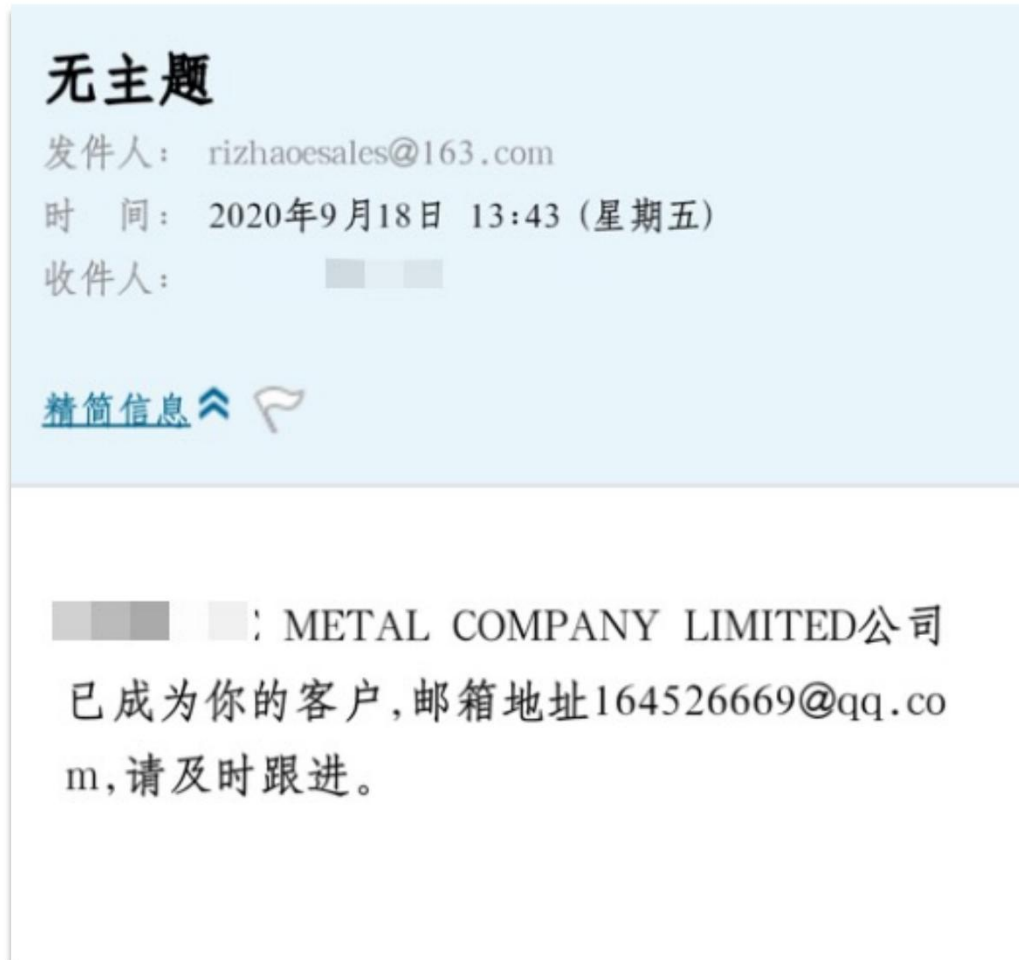 无主题
发件人： rizhaoesales@163.com
时 间： 2020年9月18日 13:43 (星期五)
收件人：
精简信息
METAL COMPANY LIMITED公司
已成为你的客户,邮箱地址164526669@qq.co
m,请及时跟进。